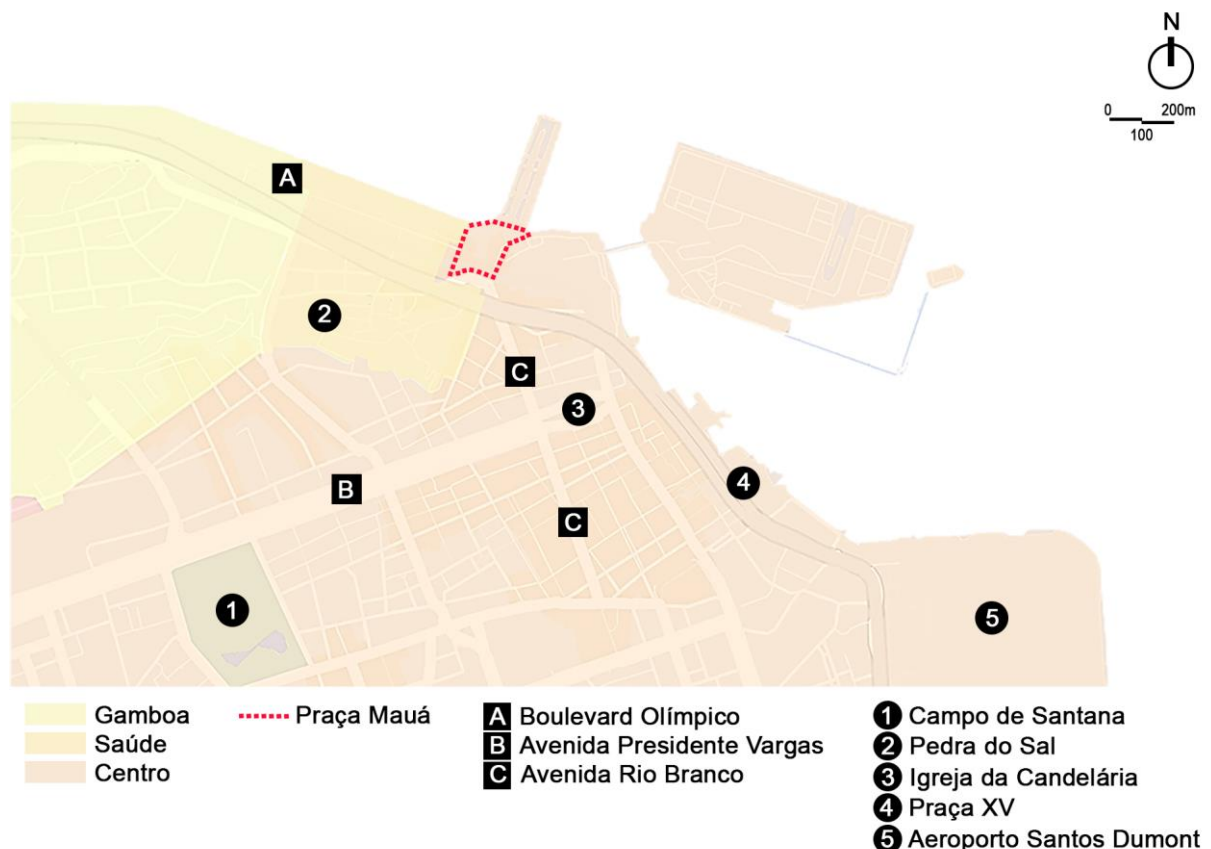 N
0 200m
100
A
2
C
3
B
4
C
1
5
Gamboa
Saúde
Centro
Praça Mauá
A Boulevard Olímpico
B Avenida Presidente Vargas
C Avenida Rio Branco
1 Campo de Santana
2 Pedra do Sal
3 Igreja da Candelária
4 Praça XV
5 Aeroporto Santos Dumont